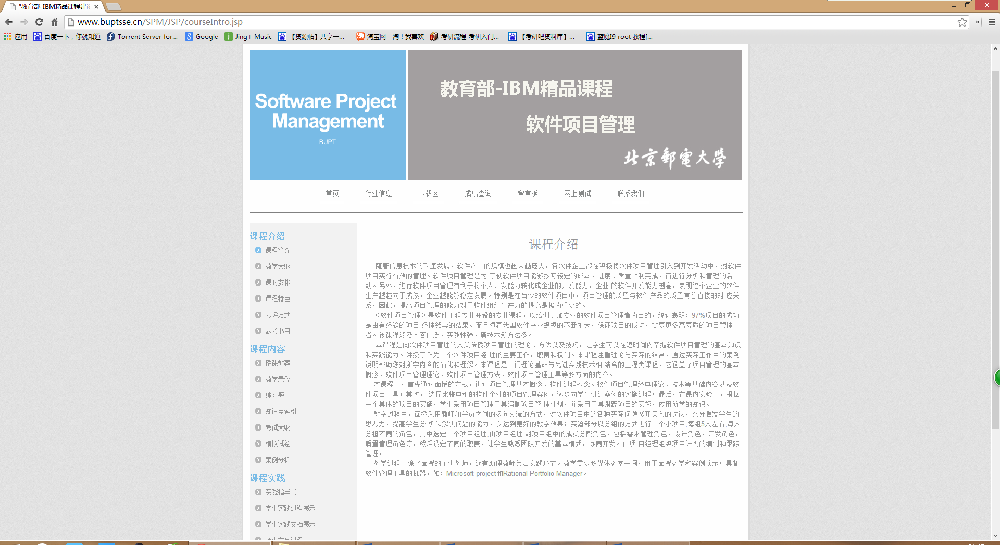 "教育部-IBM精品课程建设
www.buptsse.cn/SPM/JSP/courseIntro.jsp
应用
百度一下，你就知道
Torrent Server for...
Google
Jing+ Music
【资源帖】共享一...
淘宝网 - 淘！我喜欢
考研流程_考研入门...
【考研吧资料库】...
蓝魔I9 root 教程[...
Software Project
Management
BUPT
教育部-IBM精品课程
软件项目管理
北京郵電大學
首页
行业信息
下载区
成绩查询
留言板
网上测试
联系我们
课程介绍
课程简介
教学大纲
课时安排
课程特色
考评方式
参考书目
课程内容
授课教案
教学录像
练习题
知识点索引
考试大纲
模拟试卷
案例分析
课程实践
实践指导书
学生实践过程展示
学生实践文档展示
课程介绍
随着信息技术的飞速发展，软件产品的规模也越来越庞大，各软件企业都在积极将软件项目管理引入到开发活动中，对软件
项目实行有效的管理。软件项目管理是为 了使软件项目能够按照预定的成本、进度、质量顺利完成，而进行分析和管理的活
动。另外，进行软件项目管理有利于将个人开发能力转化成企业的开发能力，企业 的软件开发能力越高，表明这个企业的软件
生产越趋向于成熟，企业越能够稳定发展。特别是在当今的软件项目中，项目管理的质量与软件产品的质量有着直接的对 应关
系，因此，提高项目管理的能力对于软件组织生产力的提高是极为重要的。
《软件项目管理》是软件工程专业开设的专业课程，以培训更加专业的软件项目管理者为目的，统计表明：97%项目的成功
是由有经验的项目 经理领导的结果。而且随着我国软件产业规模的不断扩大，保证项目的成功，需要更多高素质的项目管理
者。该课程涉及内容广泛、实践性强、新技术新方法多。
本课程是向软件项目管理的人员传授项目管理的理论、方法以及技巧，让学生可以在短时间内掌握软件项目管理的基本知识
和实践能力。讲授了作为一个软件项目经 理的主要工作，职责和权利。本课程注重理论与实际的结合，通过实际工作中的案例
说明帮助您对所学内容的消化和理解。本课程是一门理论基础与先进实践技术相 结合的工程类课程，它涵盖了项目管理的基本
概念、软件项目管理理论、软件项目管理方法、软件项目管理工具等多方面的内容。
本课程中，首先通过面授的方式，讲述项目管理基本概念、软件过程概念、软件项目管理经典理论、技术等基础内容以及软
件项目工具；其次， 选择比较典型的软件企业的项目管理案例，逐步向学生讲述案例的实施过程；最后，在课内实验中，根据
一个具体的项目的实施，学生采用项目管理工具编制项目管 理计划，并采用工具跟踪项目的实施，应用所学的知识。
教学过程中，面授采用教师和学员之间的多向交流的方式，对软件项目中的各种实际问题展开深入的讨论，充分激发学生的
思考力，提高学生分 析和解决问题的能力，以达到更好的教学效果；实验部分以分组的方式进行一个小项目,每组5人左右,每人
分担不同的角色，其中选定一个项目经理,由项目经理 对项目组中的成员分配角色，包括需求管理角色，设计角色，开发角色，
质量管理角色等，然后设定不同的职责，让学生熟悉团队开发的基本模式，协同开发。由项 目经理组织项目计划的编制和跟踪
管理。
教学过程中除了面授的主讲教师，还有助理教师负责实践环节。教学需要多媒体教室一间，用于面授教学和案例演示；具备
软件管理工具的机器，如：Microsoft project和Rational Portfolio Manager。